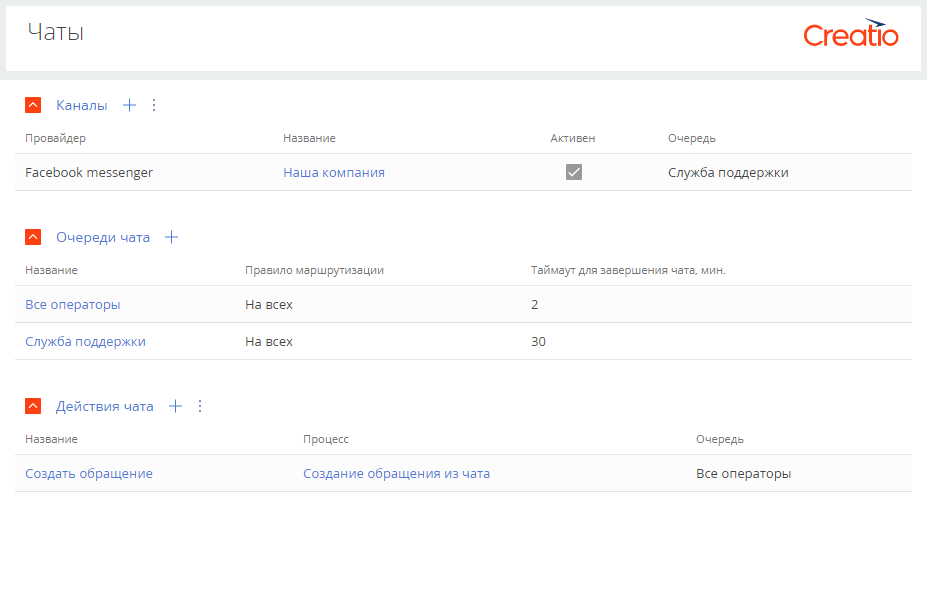 Чаты
Creatio
Каналы
Провайдер Название Активен Очередь
Facebook messenger Наша компания Служба поддержки
Очереди чата
Название Правило маршрутизации Таймаут для завершения чата, мин.
Все операторы На всех 2
Служба поддержки На всех 30
Действия чата
Название Процесс Очередь
Создать обращение Создание обращения из чата Все операторы